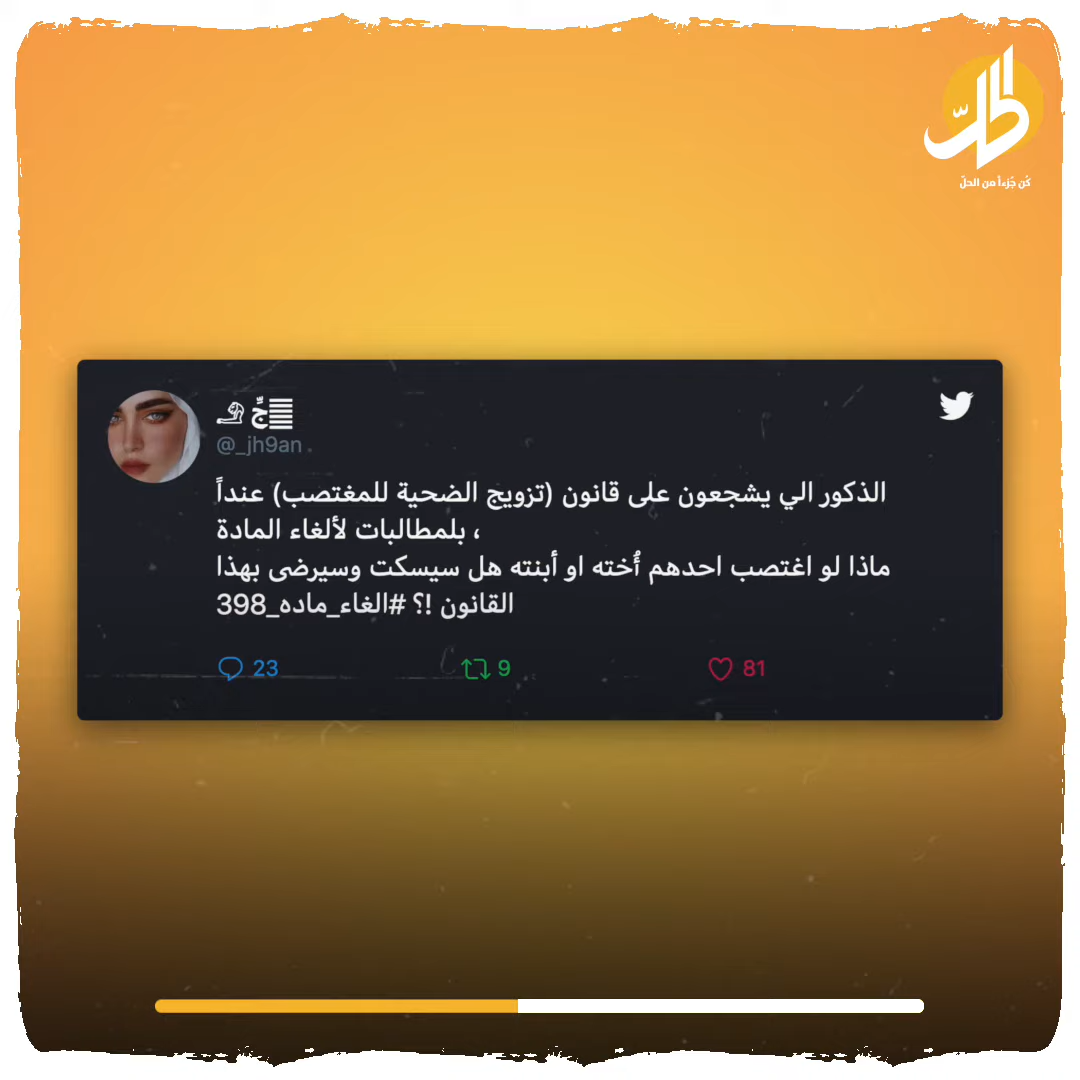 كُن جُزءاً من الحلّ
@_jh9an .
الذكور الي يشجعون على قانون (تزويج الضحية للمغتصب) عنداً
بلمطالبات لألغاء المادة ،
ماذا لو اغتصب احدهم أُخته او أبنته هل سيسكت وسيرضى بهذا
القانون !؟ #الغاء_ماده_398
23 9 81